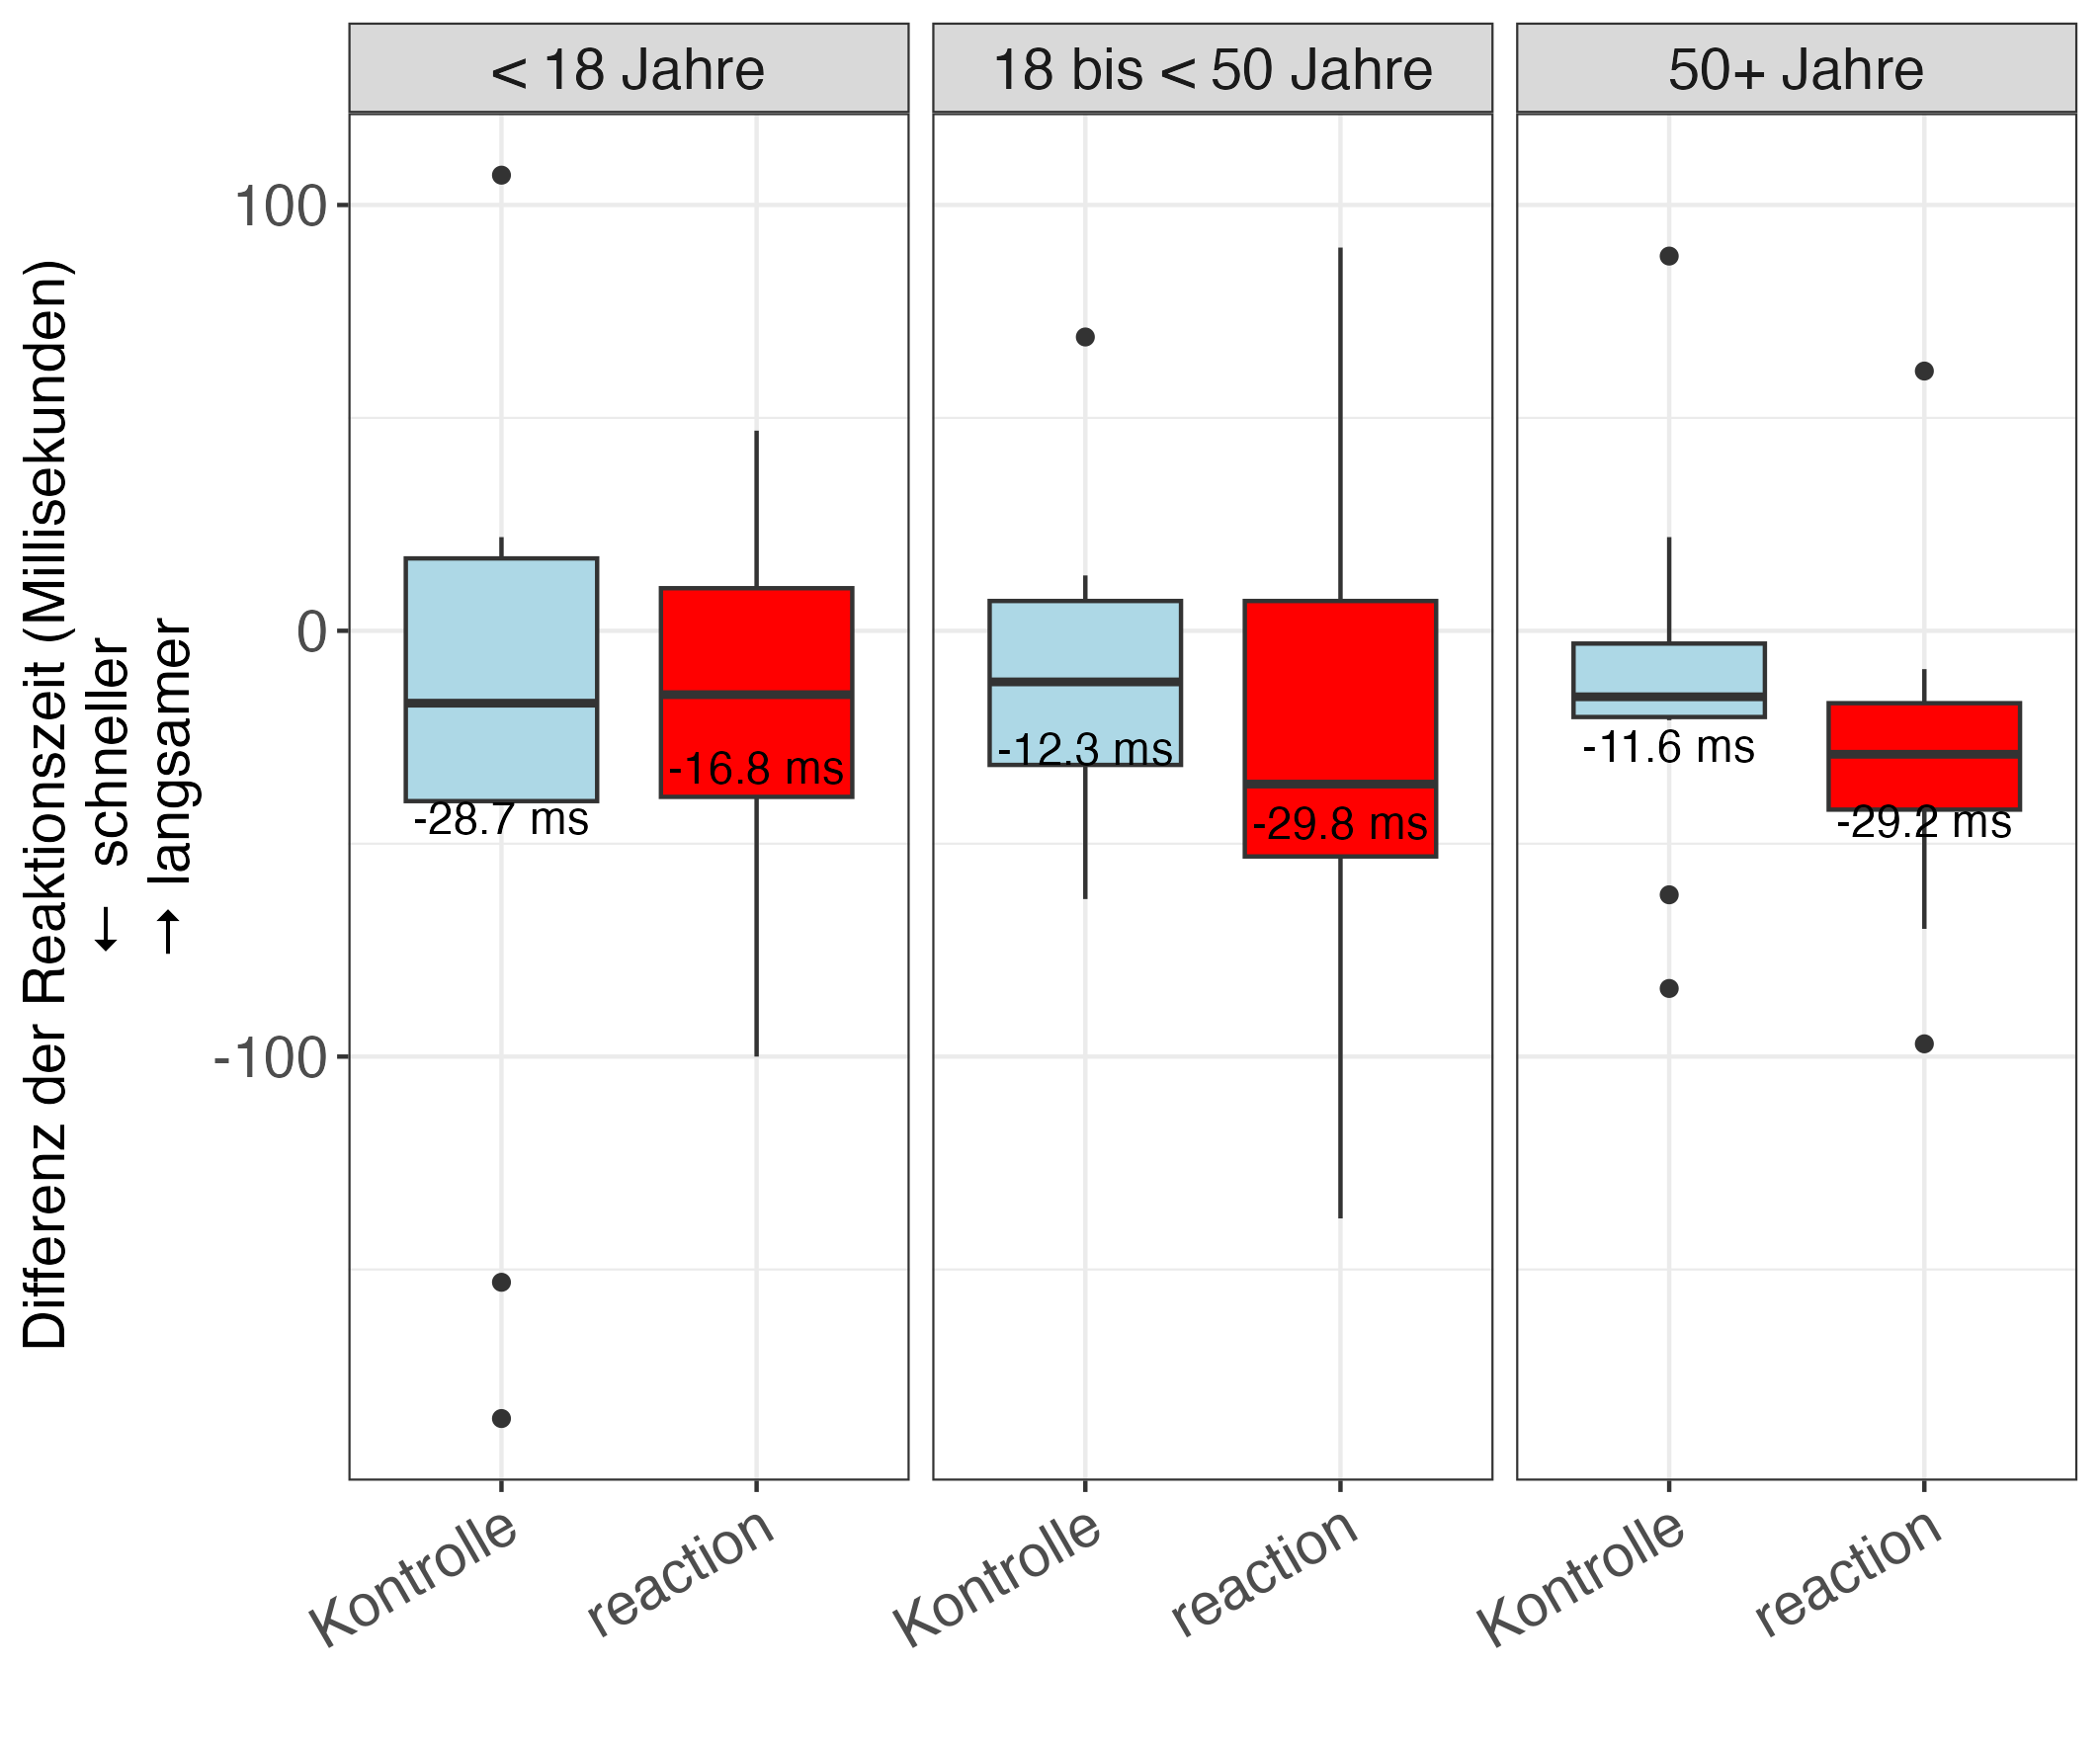 < 18 Jahre
18 bis < 50 Jahre
50+ Jahre
Differenz der Reaktionszeit (Millisekunden)
← schneller
→ langsamer
100
0
-100
-28.7 ms
-16.8 ms
-12.3 ms
-29.8 ms
-11.6 ms
-29.2 ms
Kontrolle
reaction
Kontrolle
reaction
Kontrolle
reaction